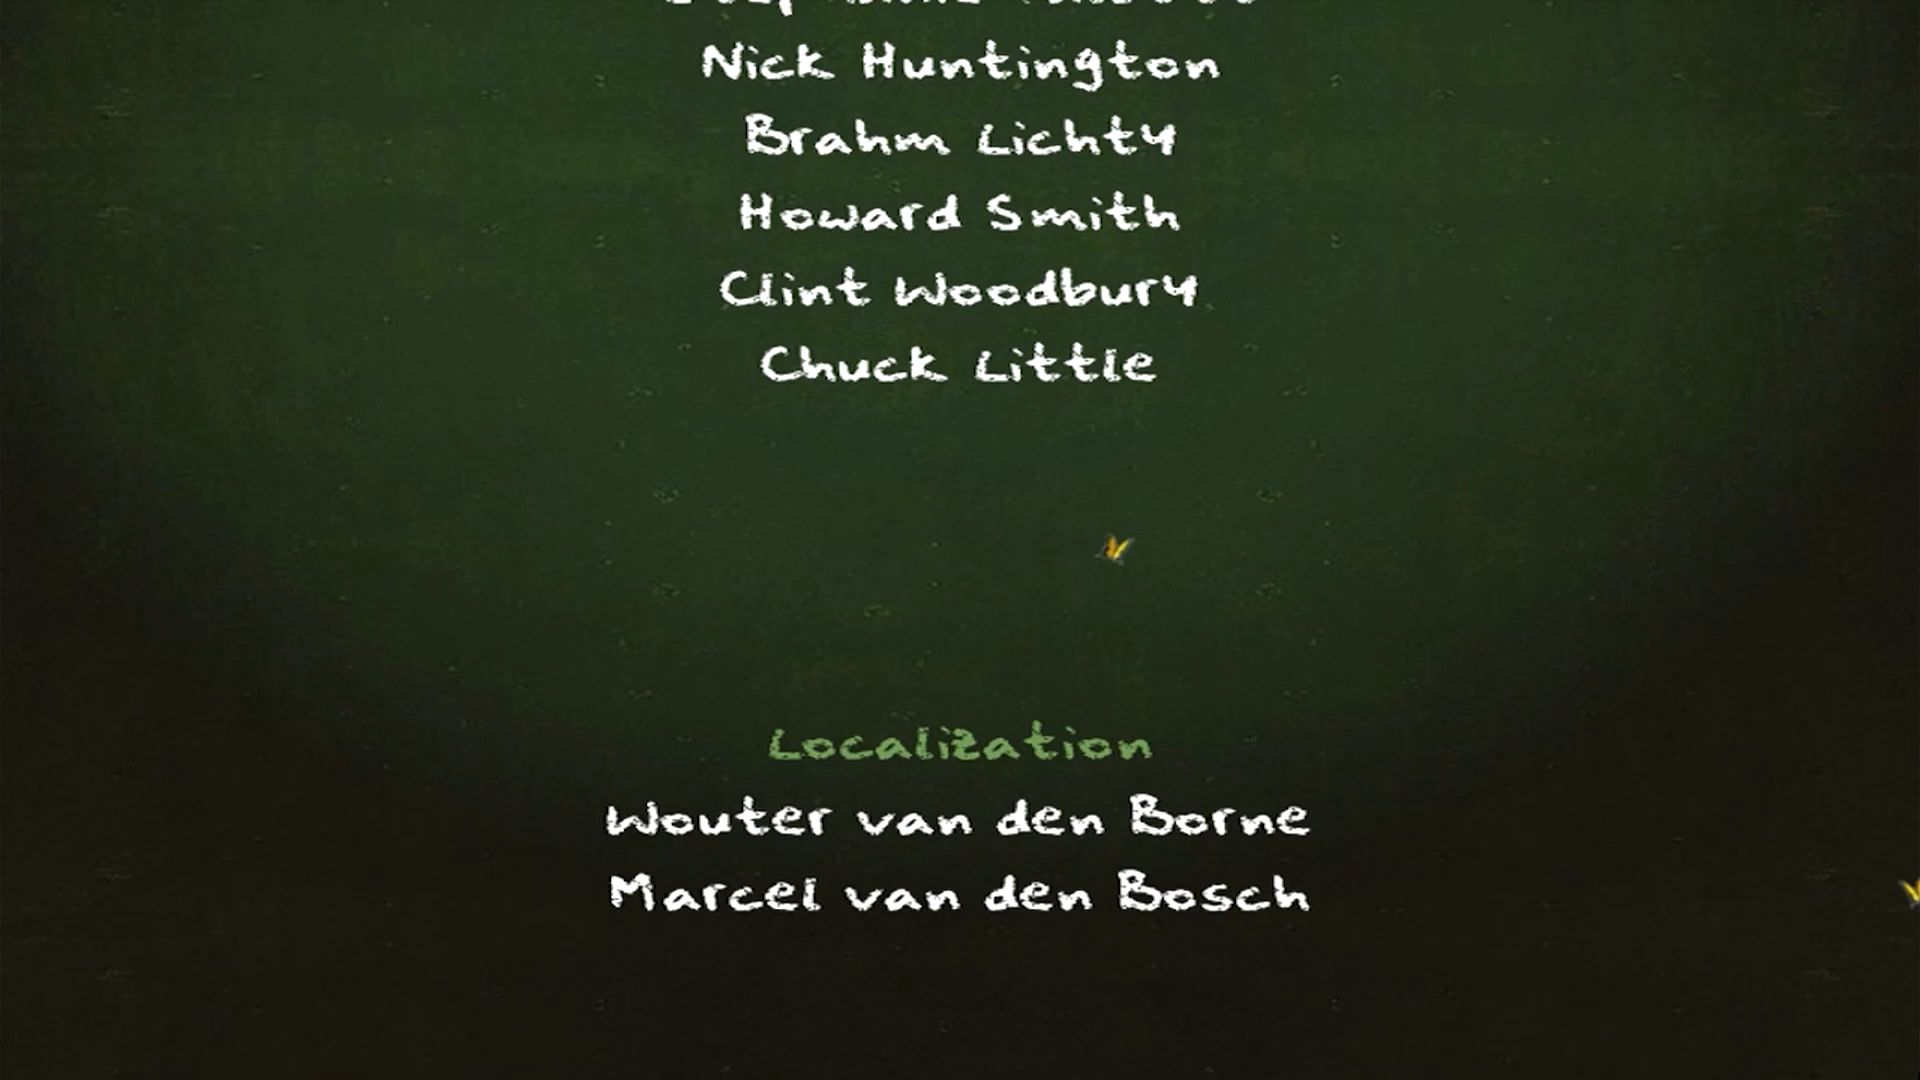 Nick Huntington
Brahm Lichty
Howard Smith
Clint Woodbury
Chuck Little
Localization
Wouter van den Borne
Marcel van den Bosch